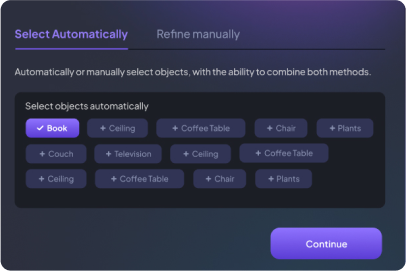 Select Automatically Refine manually
Automatically or manually select objects, with the ability to combine both methods.
Select objects automatically
✓ Book + Ceiling + Coffee Table + Chair + Plants
+ Couch + Television + Ceiling + Coffee Table
+ Ceiling + Coffee Table + Chair + Plants
Continue